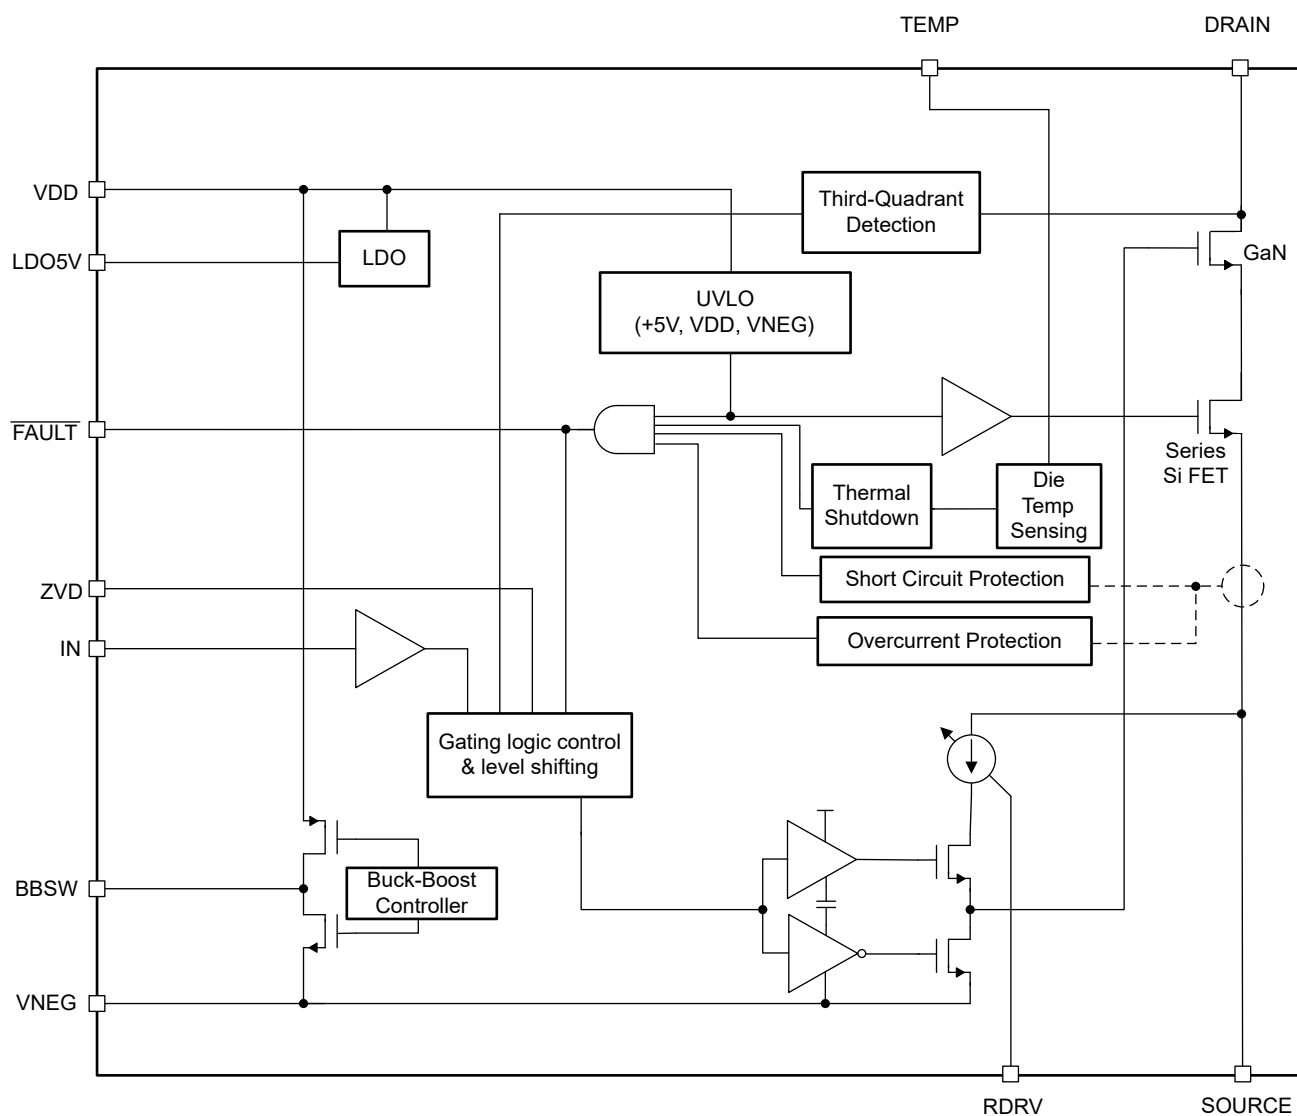 TEMP
DRAIN
VDD
Third-Quadrant
Detection
LDO5V
LDO
GaN
UVLO
(+5V, VDD, VNEG)
FAULT
Series
Si FET
Thermal
Shutdown
Die
Temp
Sensing
ZVD
Short Circuit Protection
IN
Overcurrent Protection
Gating logic control
& level shifting
BBSW
Buck-Boost
Controller
VNEG
RDRV
SOURCE